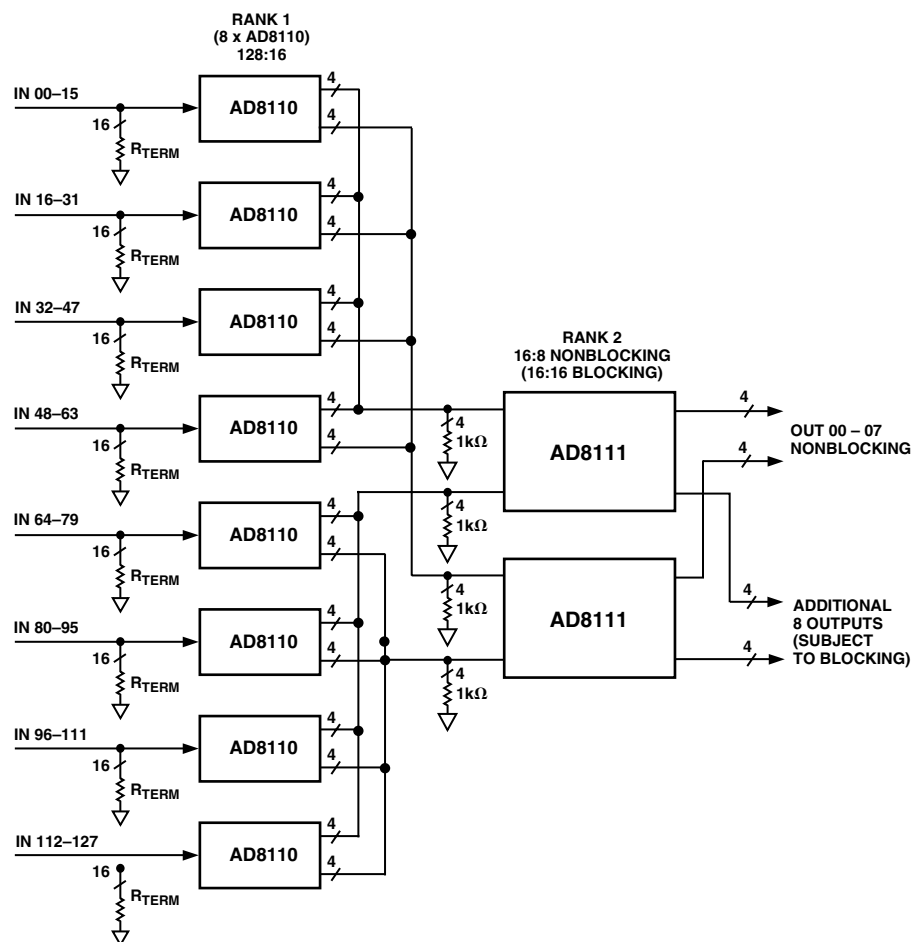 RANK 1
(8 x AD8110)
128:16
IN 00–15
16
RTERM
AD8110
4
4
IN 16–31
16
RTERM
AD8110
4
4
IN 32–47
16
RTERM
AD8110
4
4
IN 48–63
16
RTERM
AD8110
4
4
IN 64–79
16
RTERM
AD8110
4
4
IN 80–95
16
RTERM
AD8110
4
4
IN 96–111
16
RTERM
AD8110
4
4
IN 112–127
16
RTERM
AD8110
4
4
4
1kΩ
4
1kΩ
4
1kΩ
4
1kΩ
RANK 2
16:8 NONBLOCKING
(16:16 BLOCKING)
AD8111
AD8111
4
4
OUT 00 – 07
NONBLOCKING
4
4
ADDITIONAL
8 OUTPUTS
(SUBJECT
TO BLOCKING)